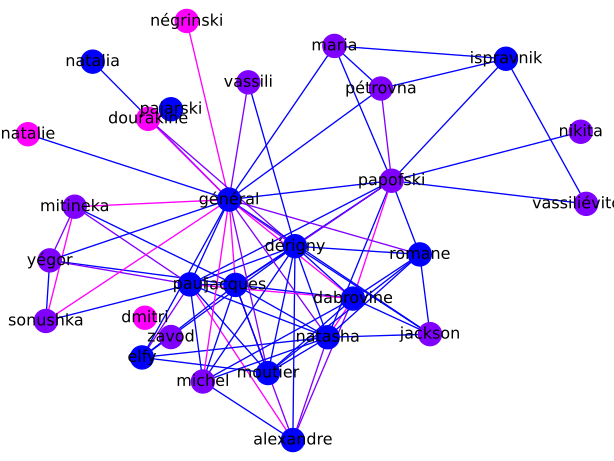 négrinski
maria
ispravnik
natalia
vassili
pétrovna
pajarski
dourakine
natalie
nikita
papofski
mitineka
général
vassiliévitc
dérigny
romane
yégor
paul
jacques
dabrovine
sonushka
dmitri
zavod
natasha
jackson
elfy
michel
moutier
alexandre